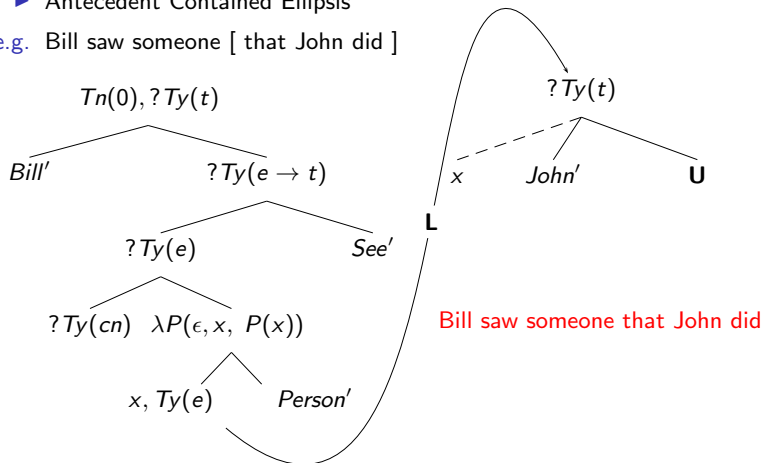 ▶ Antecedent Contained Ellipsis
e.g. Bill saw someone [ that John did ]
Tn(0), ?Ty(t)
?Ty(t)
Bill′ ?Ty(e → t)
x John′ U
L
?Ty(e) See′
?Ty(cn) λP(ϵ, x, P(x))
Bill saw someone that John did
x, Ty(e) Person′